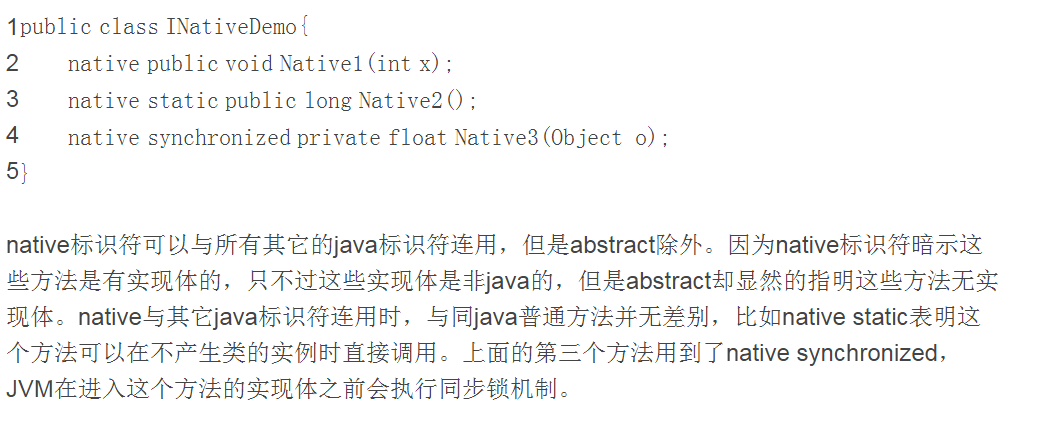 1public class INativeDemo{
2    native public void Native1(int x);
3    native static public long Native2();
4    native synchronized private float Native3(Object o);
5}
native标识符可以与所有其它的java标识符连用，但是abstract除外。因为native标识符暗示这
些方法是有实现体的，只不过这些实现体是非java的，但是abstract却显然的指明这些方法无实
现体。native与其它java标识符连用时，与同java普通方法并无差别，比如native static表明这
个方法可以在不产生类的实例时直接调用。上面的第三个方法用到了native synchronized，
JVM在进入这个方法的实现体之前会执行同步锁机制。